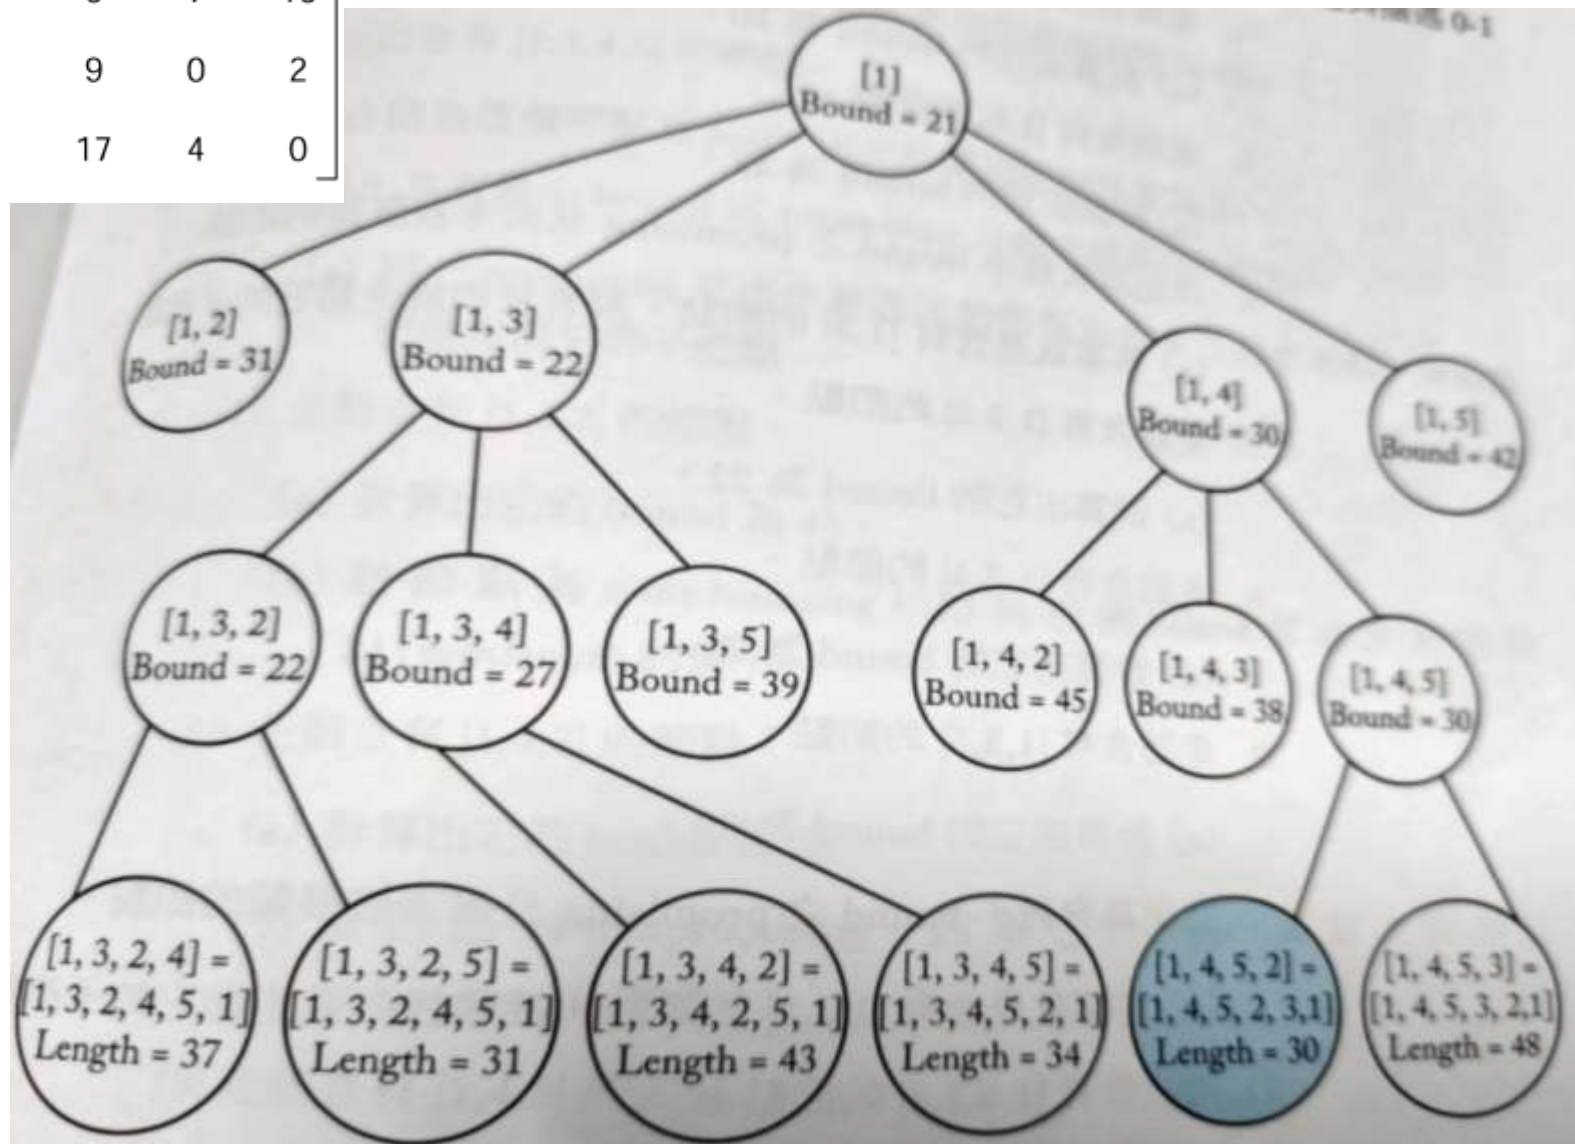 9 0 2
17 4 0
0-1
[1]
Bound = 21
[1, 2]
Bound = 31
[1, 3]
Bound = 22
[1, 4]
Bound = 30
[1, 5]
Bound = 42
[1, 3, 2]
Bound = 22
[1, 3, 4]
Bound = 27
[1, 3, 5]
Bound = 39
[1, 4, 2]
Bound = 45
[1, 4, 3]
Bound = 38
[1, 4, 5]
Bound = 30
[1, 3, 2, 4] =
[1, 3, 2, 4, 5, 1]
Length = 37
[1, 3, 2, 5] =
[1, 3, 2, 4, 5, 1]
Length = 31
[1, 3, 4, 2] =
[1, 3, 4, 2, 5, 1]
Length = 43
[1, 3, 4, 5] =
[1, 3, 4, 5, 2, 1]
Length = 34
[1, 4, 5, 2] =
[1, 4, 5, 2, 3,1]
Length = 30
[1, 4, 5, 3] =
[1, 4, 5, 3, 2,1]
Length = 48